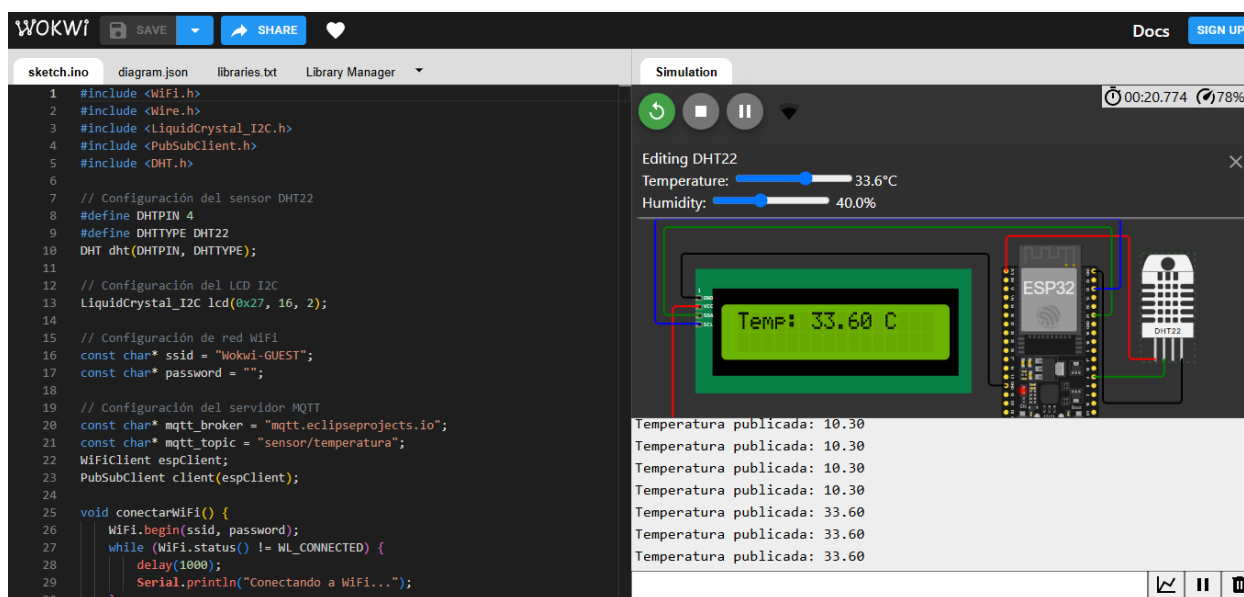 WOKWI SAVE SHARE Docs SIGN UP
sketch.ino diagram.json libraries.txt Library Manager
1 #include <WiFi.h>
2 #include <Wire.h>
3 #include <LiquidCrystal_I2C.h>
4 #include <PubSubClient.h>
5 #include <DHT.h>
6
7 // Configuración del sensor DHT22
8 #define DHTPIN 4
9 #define DHTTYPE DHT22
10 DHT dht(DHTPIN, DHTTYPE);
11
12 // Configuración del LCD I2C
13 LiquidCrystal_I2C lcd(0x27, 16, 2);
14
15 // Configuración de red WiFi
16 const char* ssid = "Wokwi-GUEST";
17 const char* password = "";
18
19 // Configuración del servidor MQTT
20 const char* mqtt_broker = "mqtt.eclipseprojects.io";
21 const char* mqtt_topic = "sensor/temperatura";
22 WiFiClient espClient;
23 PubSubClient client(espClient);
24
25 void conectarWiFi() {
26 WiFi.begin(ssid, password);
27 while (WiFi.status() != WL_CONNECTED) {
28 delay(1000);
29 Serial.println("Conectando a WiFi...");
Simulation
00:20.774 78%
Editing DHT22
Temperature: 33.6°C
Humidity: 40.0%
1
GND
VCC
SDA
SCL
Temp: 33.60 C
ESP32
DHT22
Temperatura publicada: 10.30
Temperatura publicada: 10.30
Temperatura publicada: 10.30
Temperatura publicada: 10.30
Temperatura publicada: 33.60
Temperatura publicada: 33.60
Temperatura publicada: 33.60